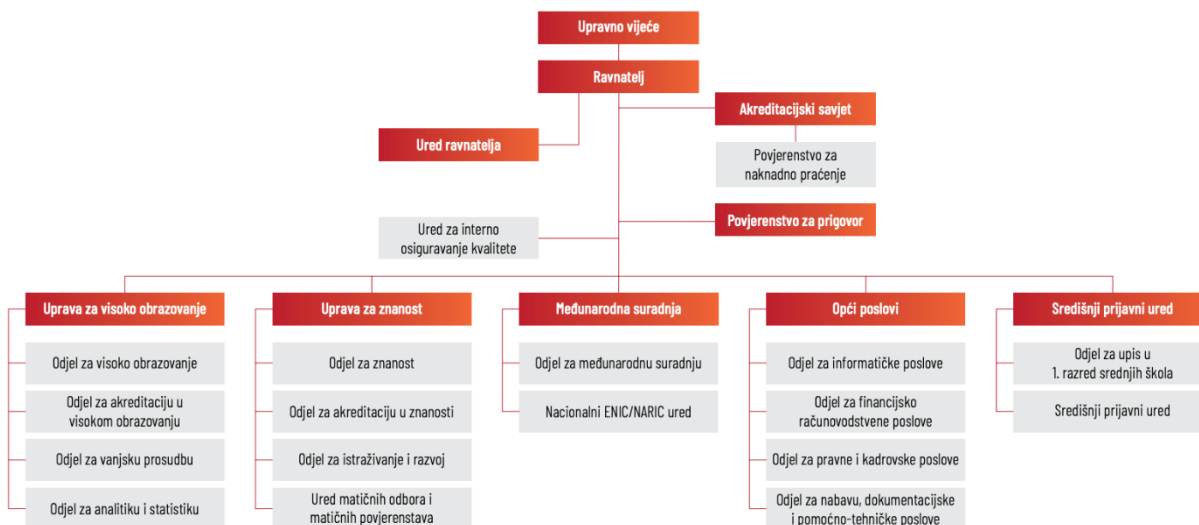 Upravno vijeće
Ravnatelj
Akreditacijski savjet
Ured ravnatelja
Povjerenstvo za
naknadno praćenje
Povjerenstvo za prigovor
Ured za interno
osiguravanje kvalitete
Uprava za visoko obrazovanje
Odjel za visoko obrazovanje
Odjel za akreditaciju u
visokom obrazovanju
Odjel za vanjsku prosudbu
Odjel za analitiku i statistiku
Uprava za znanost
Odjel za znanost
Odjel za akreditaciju u znanosti
Odjel za istraživanje i razvoj
Ured matičnih odbora i
matičnih povjerenstava
Međunarodna suradnja
Odjel za međunarodnu suradnju
Nacionalni ENIC/NARIC ured
Opći poslovi
Odjel za informatičke poslove
Odjel za financijsko
računovodstvene poslove
Odjel za pravne i kadrovske poslove
Odjel za nabavu, dokumentacijske
i pomoćno-tehničke poslove
Središnji prijavni ured
Odjel za upis u
1. razred srednjih škola
Središnji prijavni ured